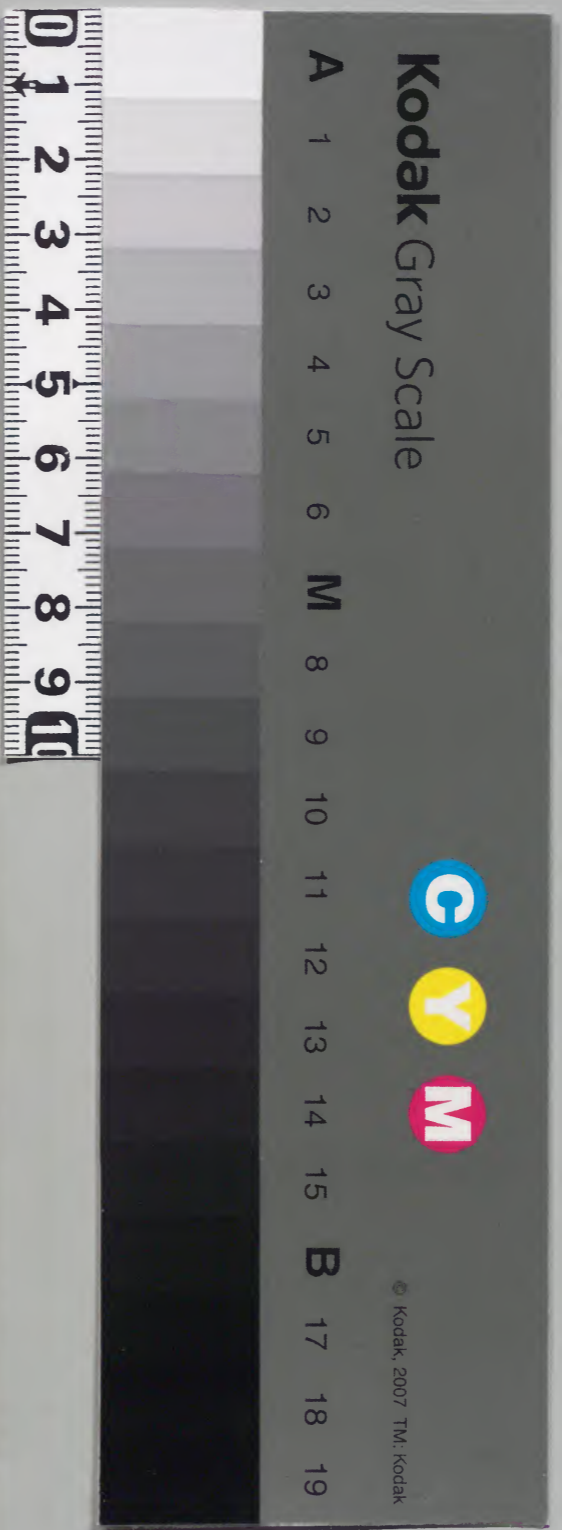 Kodak Gray Scale
C Y M
© Kodak, 2007 TM: Kodak
A 1 2 3 4 5 6 M 8 9 10 11 12 13 14 15 B 17 18 19
0 1 2 3 4 5 6 7 8 9 10